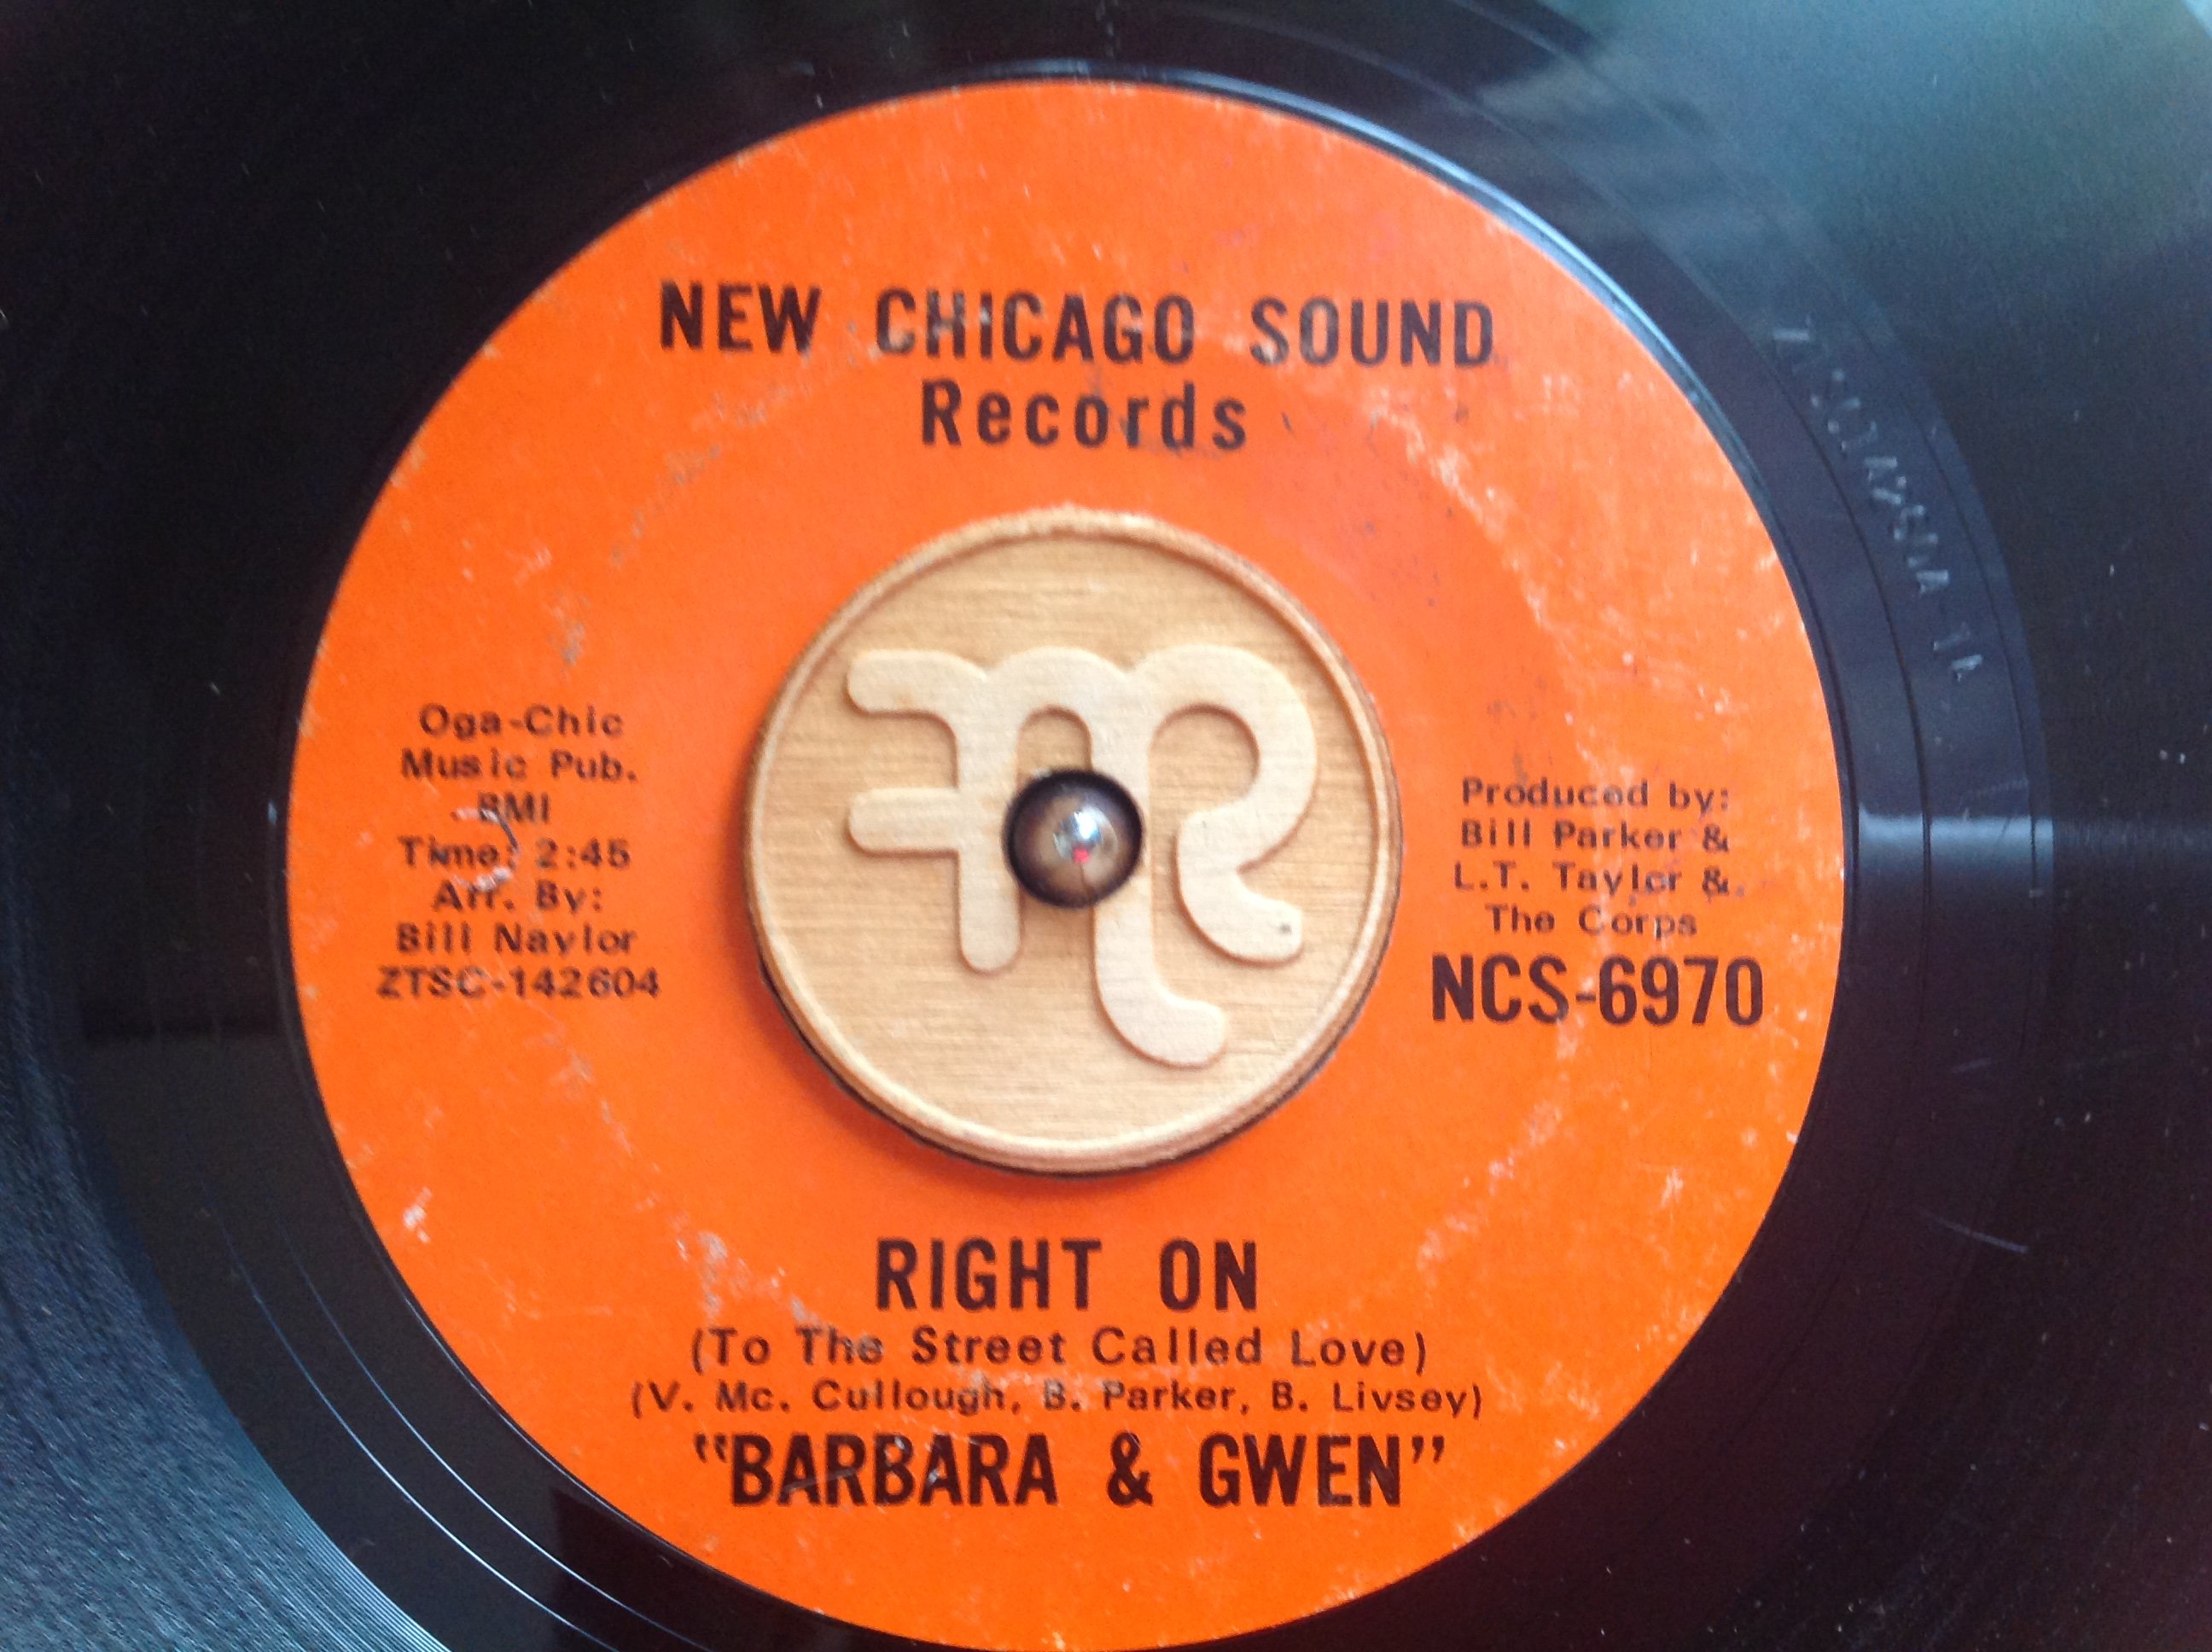 NEW CHICAGO SOUND
Records
Oga-Chic
Music Pub.
BMI
Time: 2:45
Arr. By:
Bill Naylor
ZTSC-142604
Produced by:
Bill Parker &
L.T. Taylor &
The Corps
NCS-6970
RIGHT ON
(To The Street Called Love)
(V. Mc. Cullough, B. Parker, B. Livsey)
"BARBARA & GWEN"